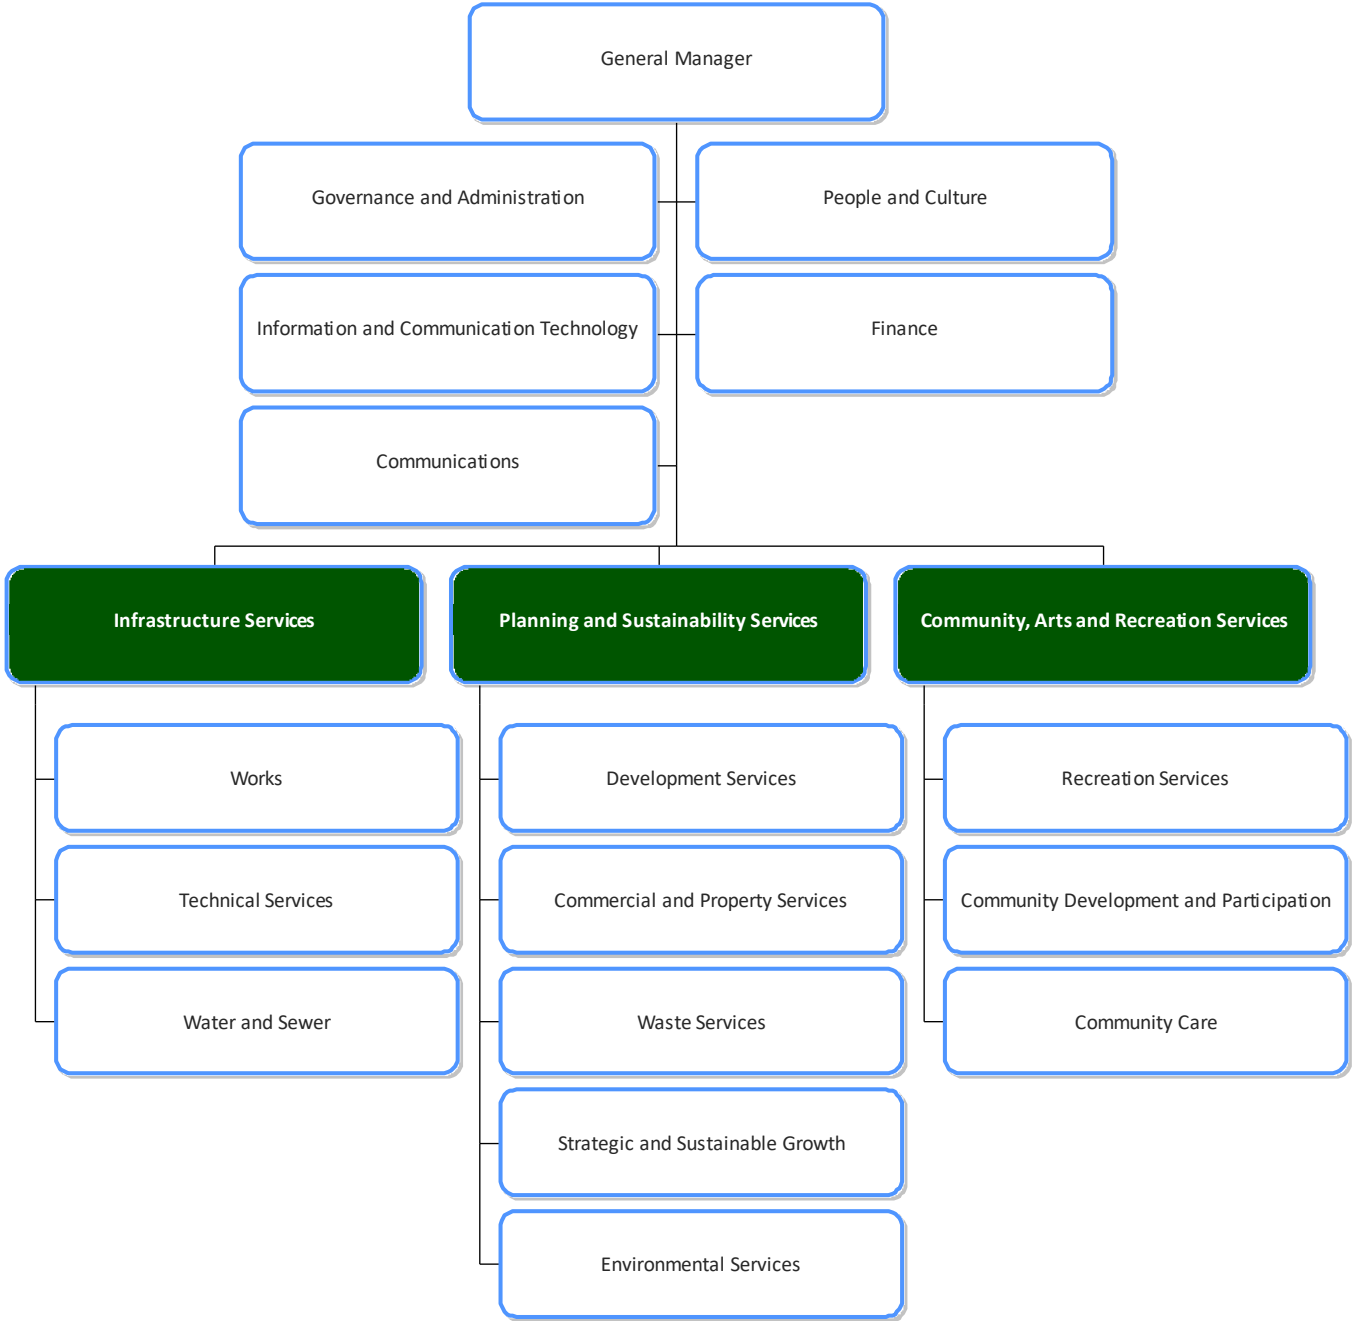 General Manager
Governance and Administration
People and Culture
Information and Communication Technology
Finance
Communications
Infrastructure Services
Planning and Sustainability Services
Community, Arts and Recreation Services
Works
Development Services
Recreation Services
Technical Services
Commercial and Property Services
Community Development and Participation
Water and Sewer
Waste Services
Community Care
Strategic and Sustainable Growth
Environmental Services